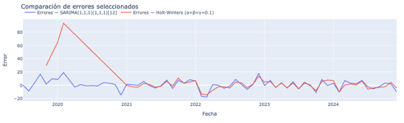 Comparación de errores seleccionados
Errores — SARIMA(1,1,1)(1,1,1)[12] Errores — Holt-Winters (α=β=γ=0.1)
Error
80
60
40
20
0
−20
2020 2021 2022 2023 2024
Fecha